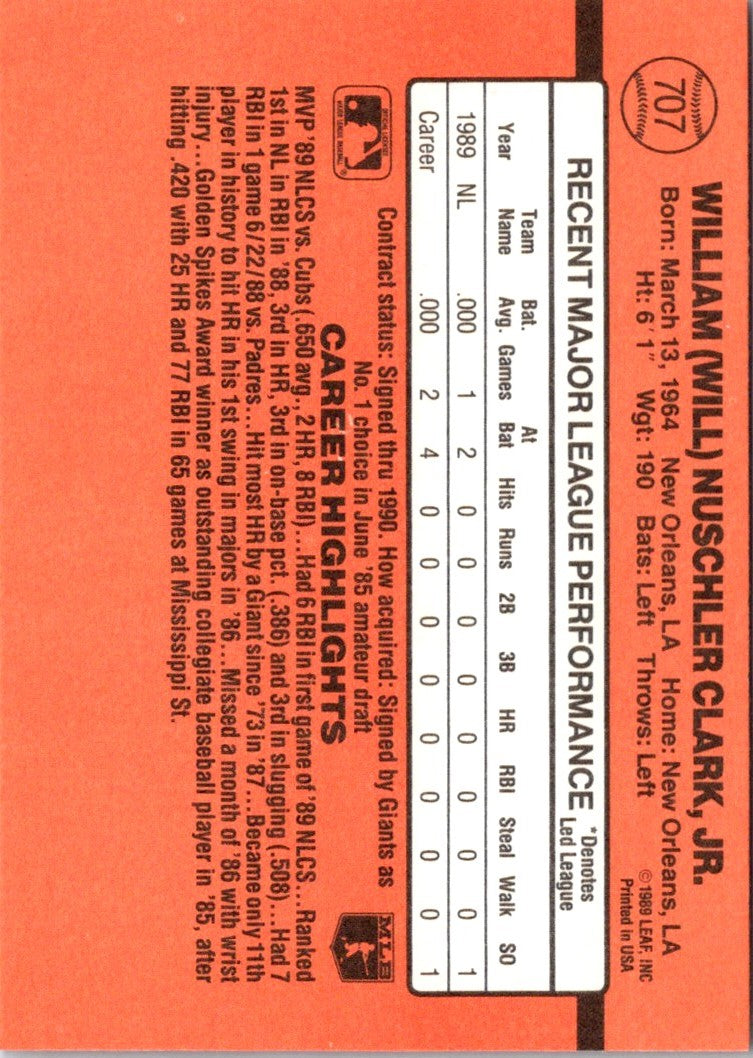 707
WILLIAM (WILL) NUSCHLER CLARK, JR.
Born: March 13, 1964 New Orleans, LA Home: New Orleans, LA
Ht: 6'1" Wgt: 190 Bats: Left Throws: Left
©1989 LEAF, INC
Printed in USA
RECENT MAJOR LEAGUE PERFORMANCE
*Denotes
Led League
Year Team Name Bat. Avg. Games At Bat Hits Runs 2B 3B HR RBI Steal Walk SO
1989 NL .000 1 2 0 0 0 0 0 0 0 0 1
Career .000 2 4 0 0 0 0 0 0 0 0 1
OFFICIAL LICENSEE
MAJOR LEAGUE BASEBALL
®
Contract status: Signed thru 1990. How acquired: Signed by Giants as
No. 1 choice in June '85 amateur draft
MLB
CAREER HIGHLIGHTS
MVP '89 NLCS vs. Cubs (.650 avg., 2 HR, 8 RBI)...Had 6 RBI in first game of '89 NLCS...Ranked
1st in NL in RBI in '88, 3rd in HR, 3rd in on-base pct. (.386) and 3rd in slugging (.508)...Had 7
RBI in 1 game 6/22/88 vs. Padres...Hit most HR by a Giant since '73 in '87...Became only 11th
player in history to hit HR in his 1st swing in majors in '86...Missed a month of '86 with wrist
injury...Golden Spikes Award winner as outstanding collegiate baseball player in '85, after
hitting .420 with 25 HR and 77 RBI in 65 games at Mississippi St.